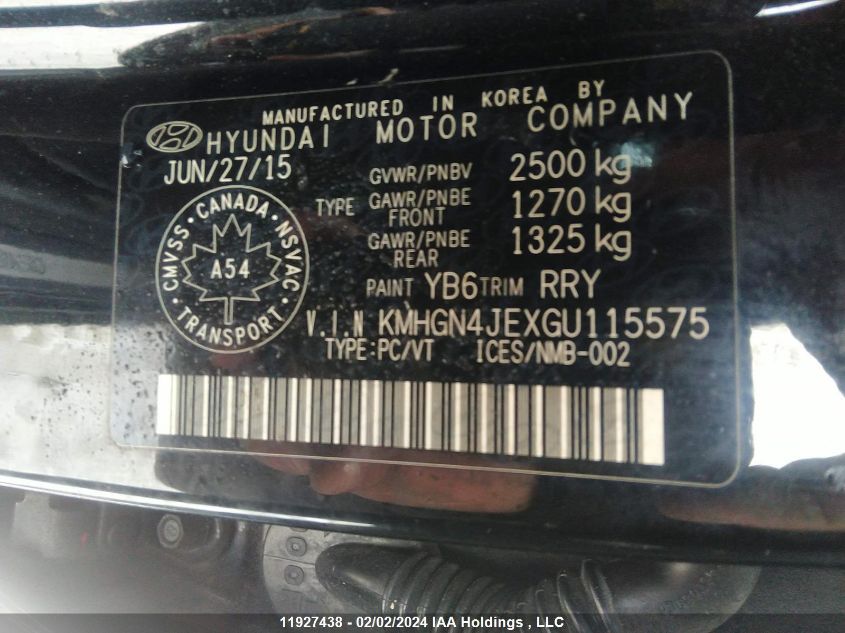 MANUFACTURED IN KOREA BY
HYUNDAI MOTOR COMPANY
JUN/27/15
GVWR/PNBV 2500 kg
TYPE GAWR/PNBE FRONT 1270 kg
GAWR/PNBE REAR 1325 kg
CMVSS · CANADA · NSVAC · TRANSPORT ·
A54
PAINT YB6 TRIM RRY
V.I.N KMHGN4JEXGU115575
TYPE:PC/VT ICES/NMB-002
11927438 - 02/02/2024 IAA Holdings , LLC